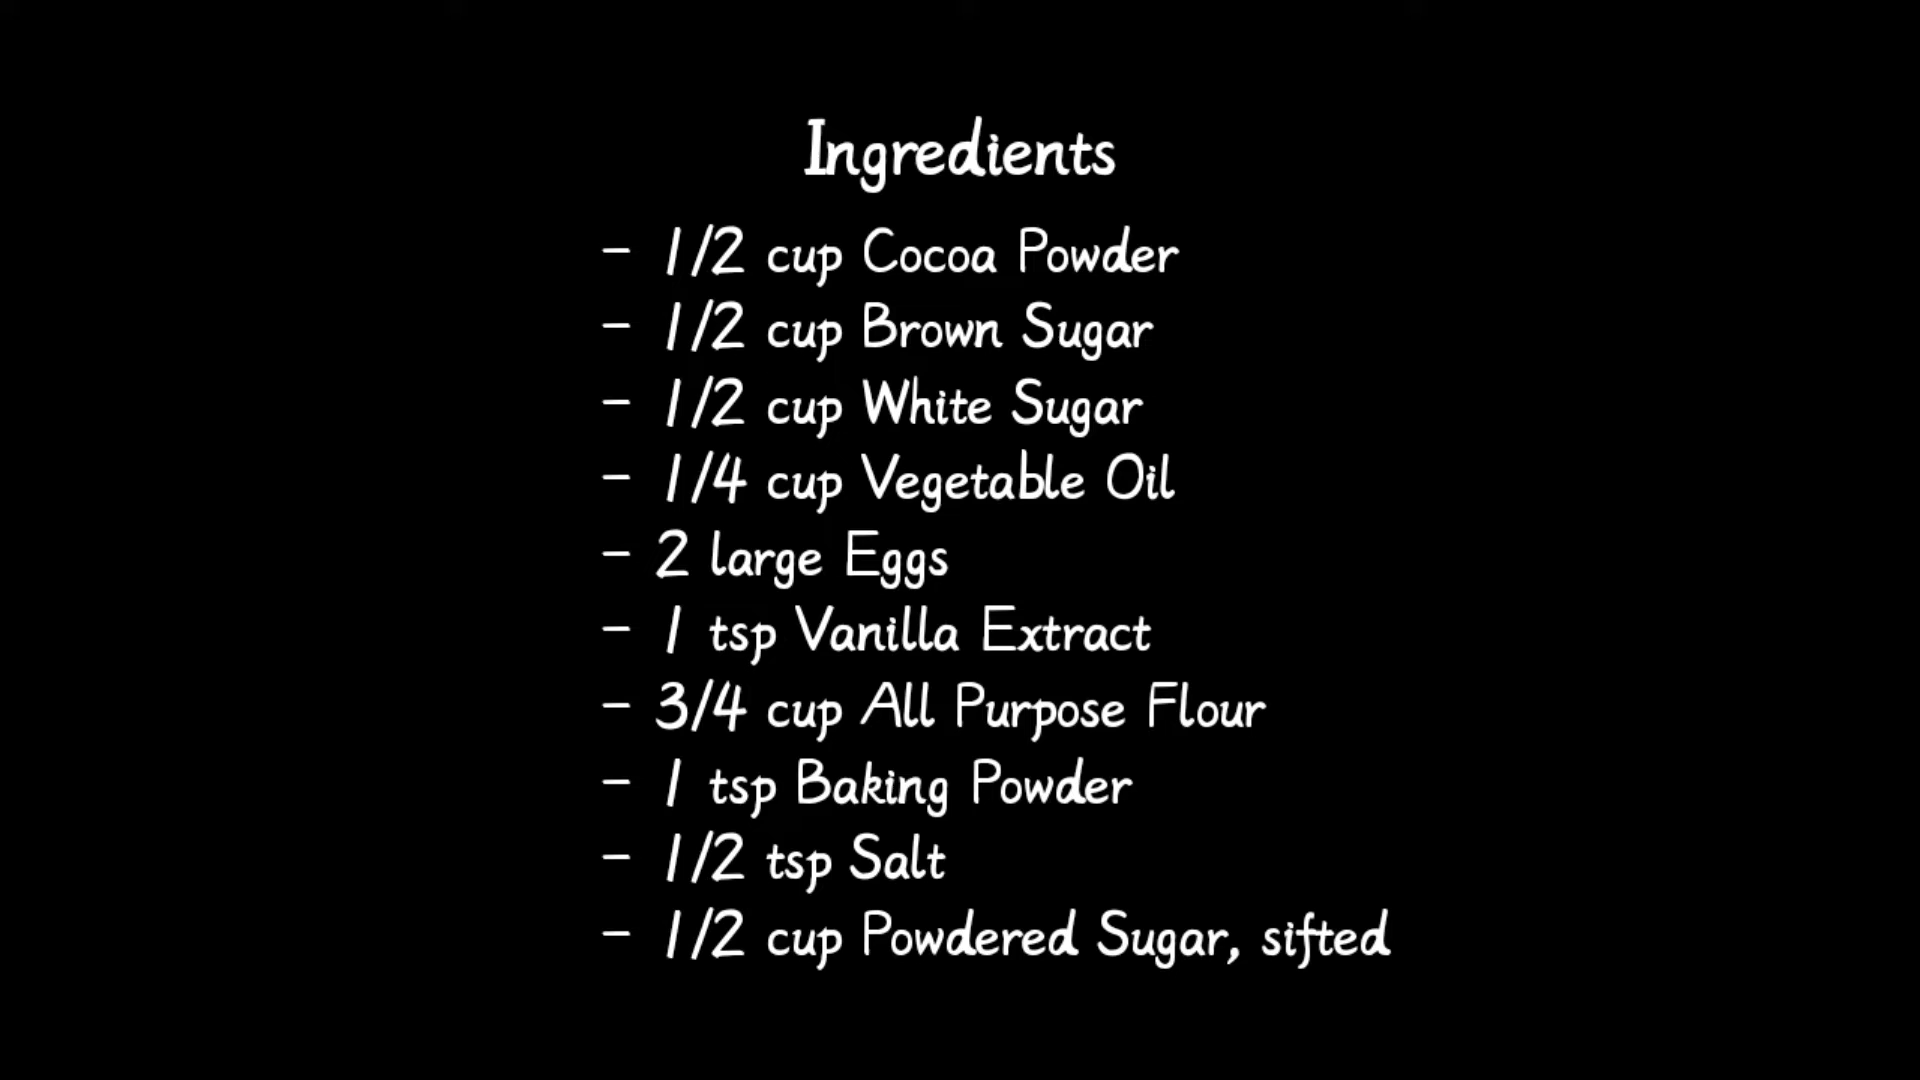 Ingredients
- 1/2 cup Cocoa Powder
- 1/2 cup Brown Sugar
- 1/2 cup White Sugar
- 1/4 cup Vegetable Oil
- 2 large Eggs
- 1 tsp Vanilla Extract
- 3/4 cup All Purpose Flour
- 1 tsp Baking Powder
- 1/2 tsp Salt
- 1/2 cup Powdered Sugar, sifted